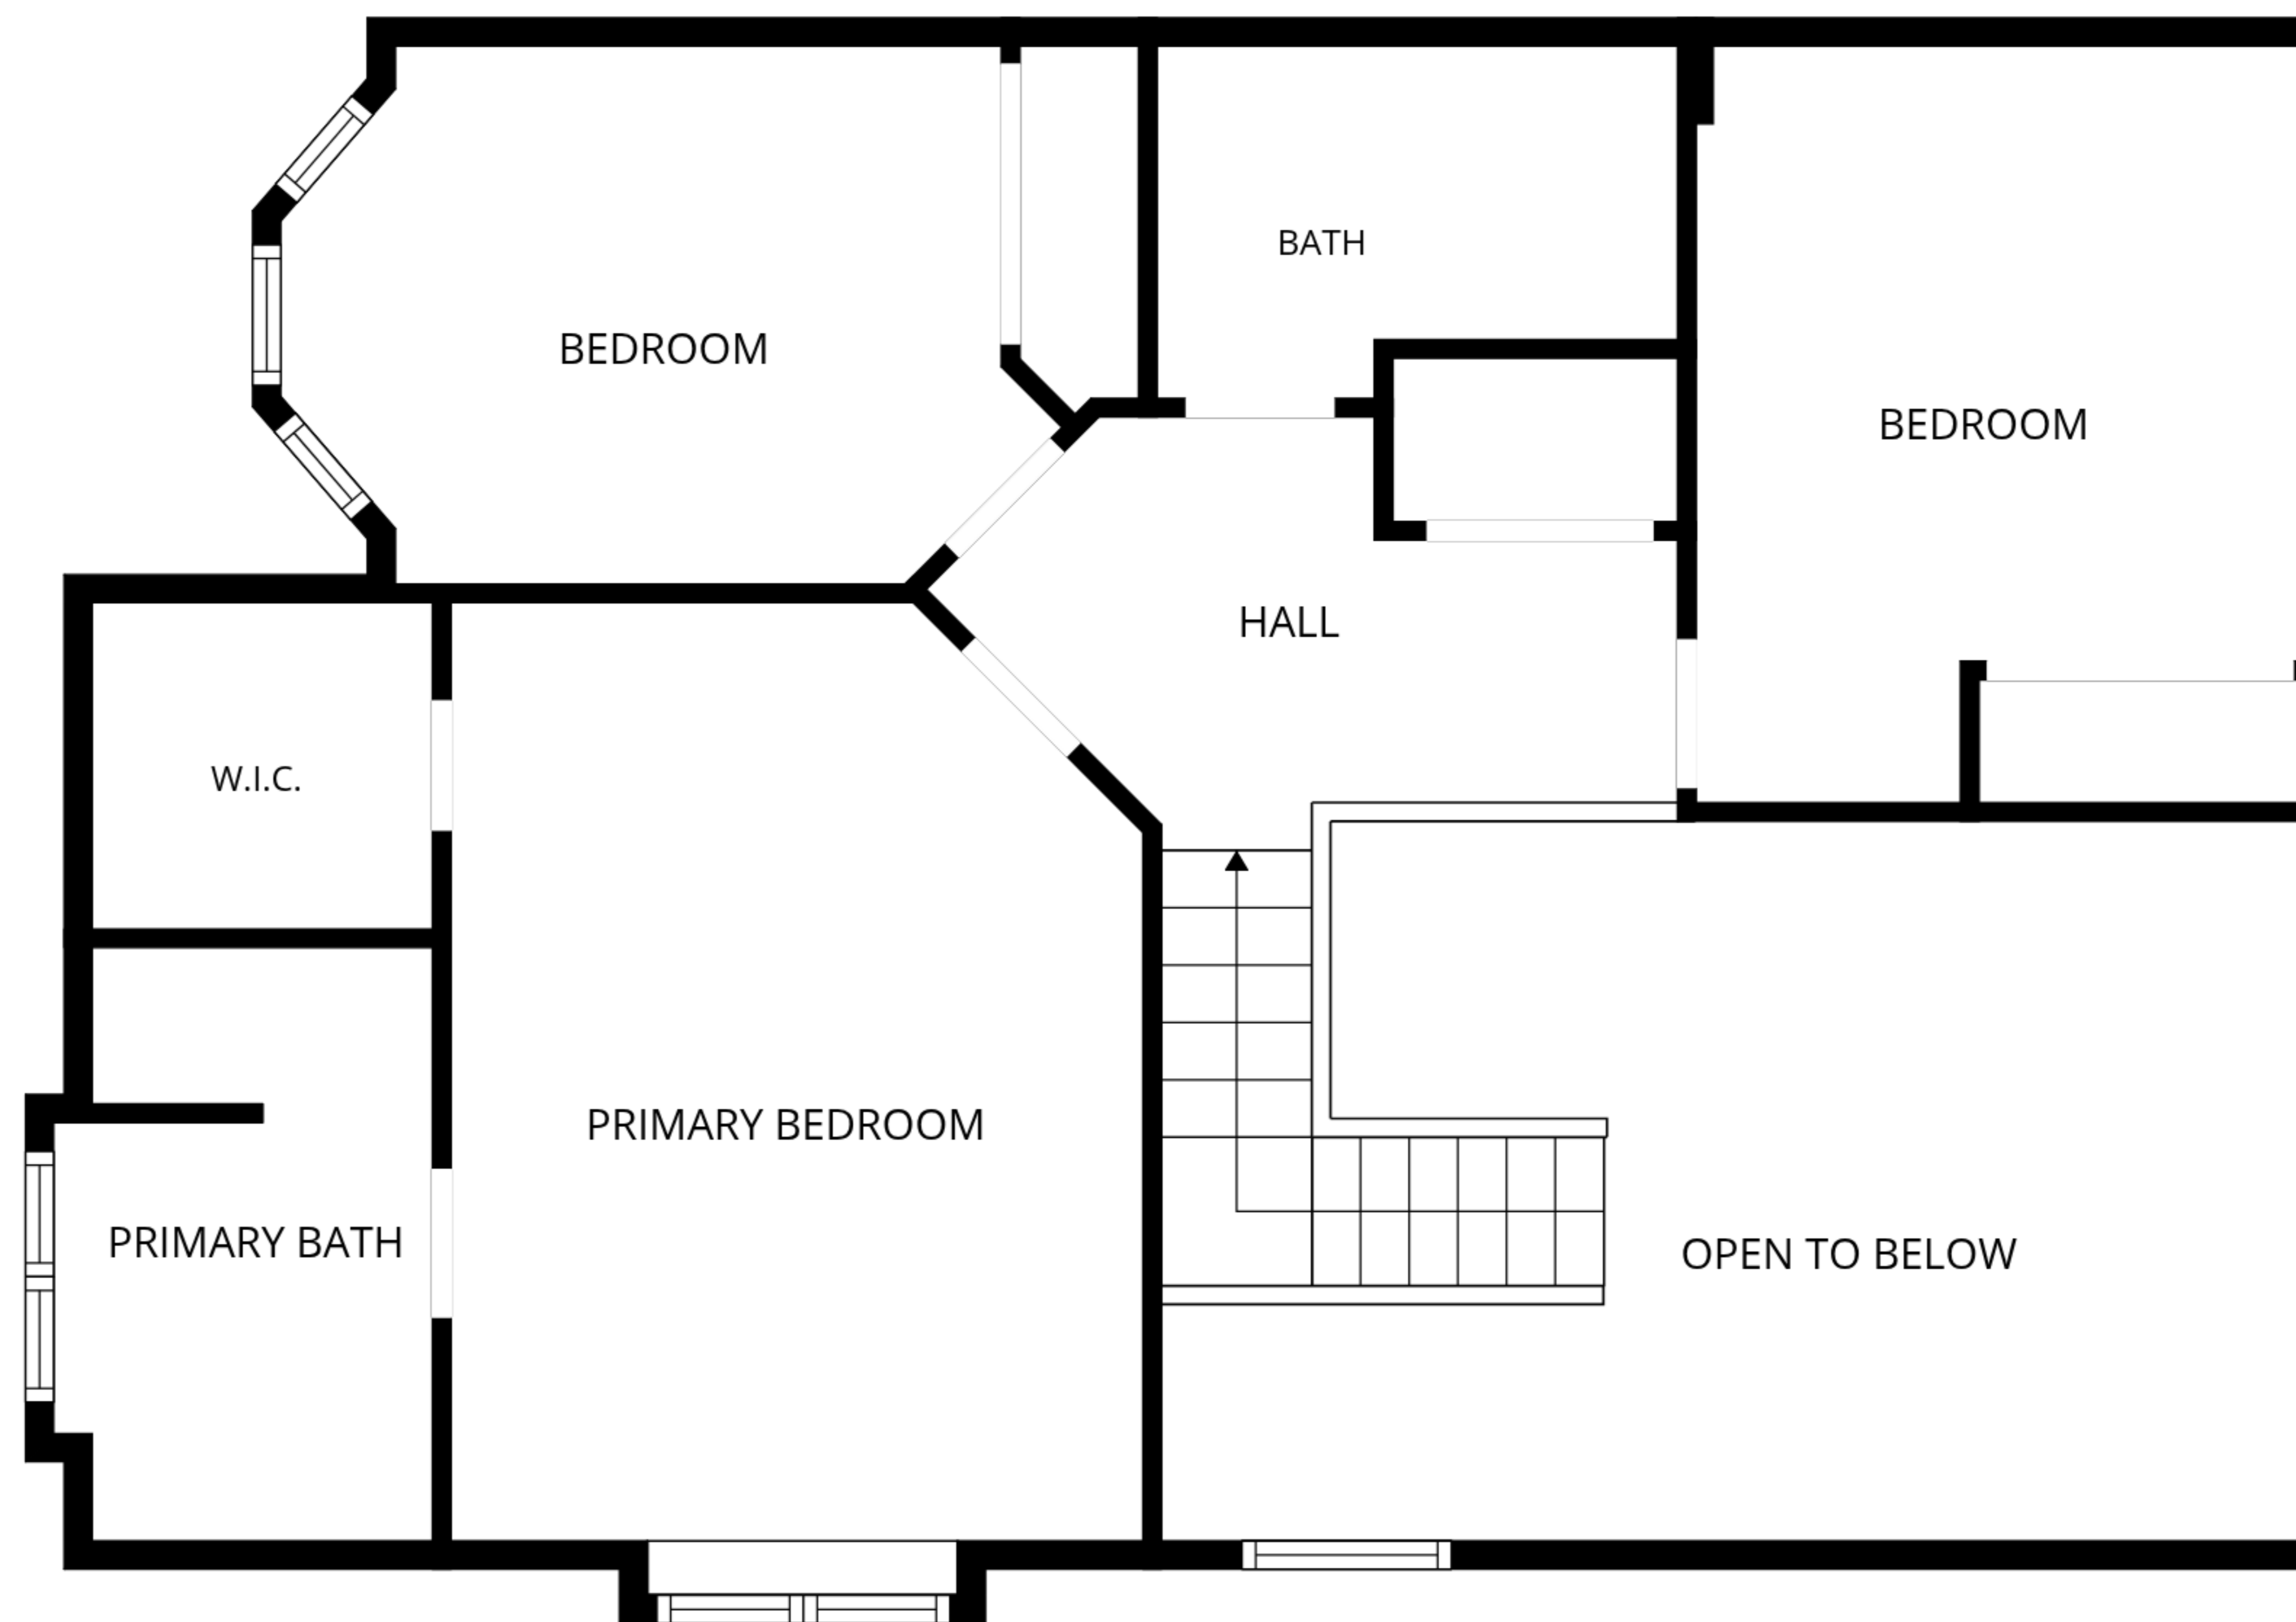 BATH
BEDROOM
BEDROOM
HALL
W.I.C.
PRIMARY BEDROOM
PRIMARY BATH
OPEN TO BELOW